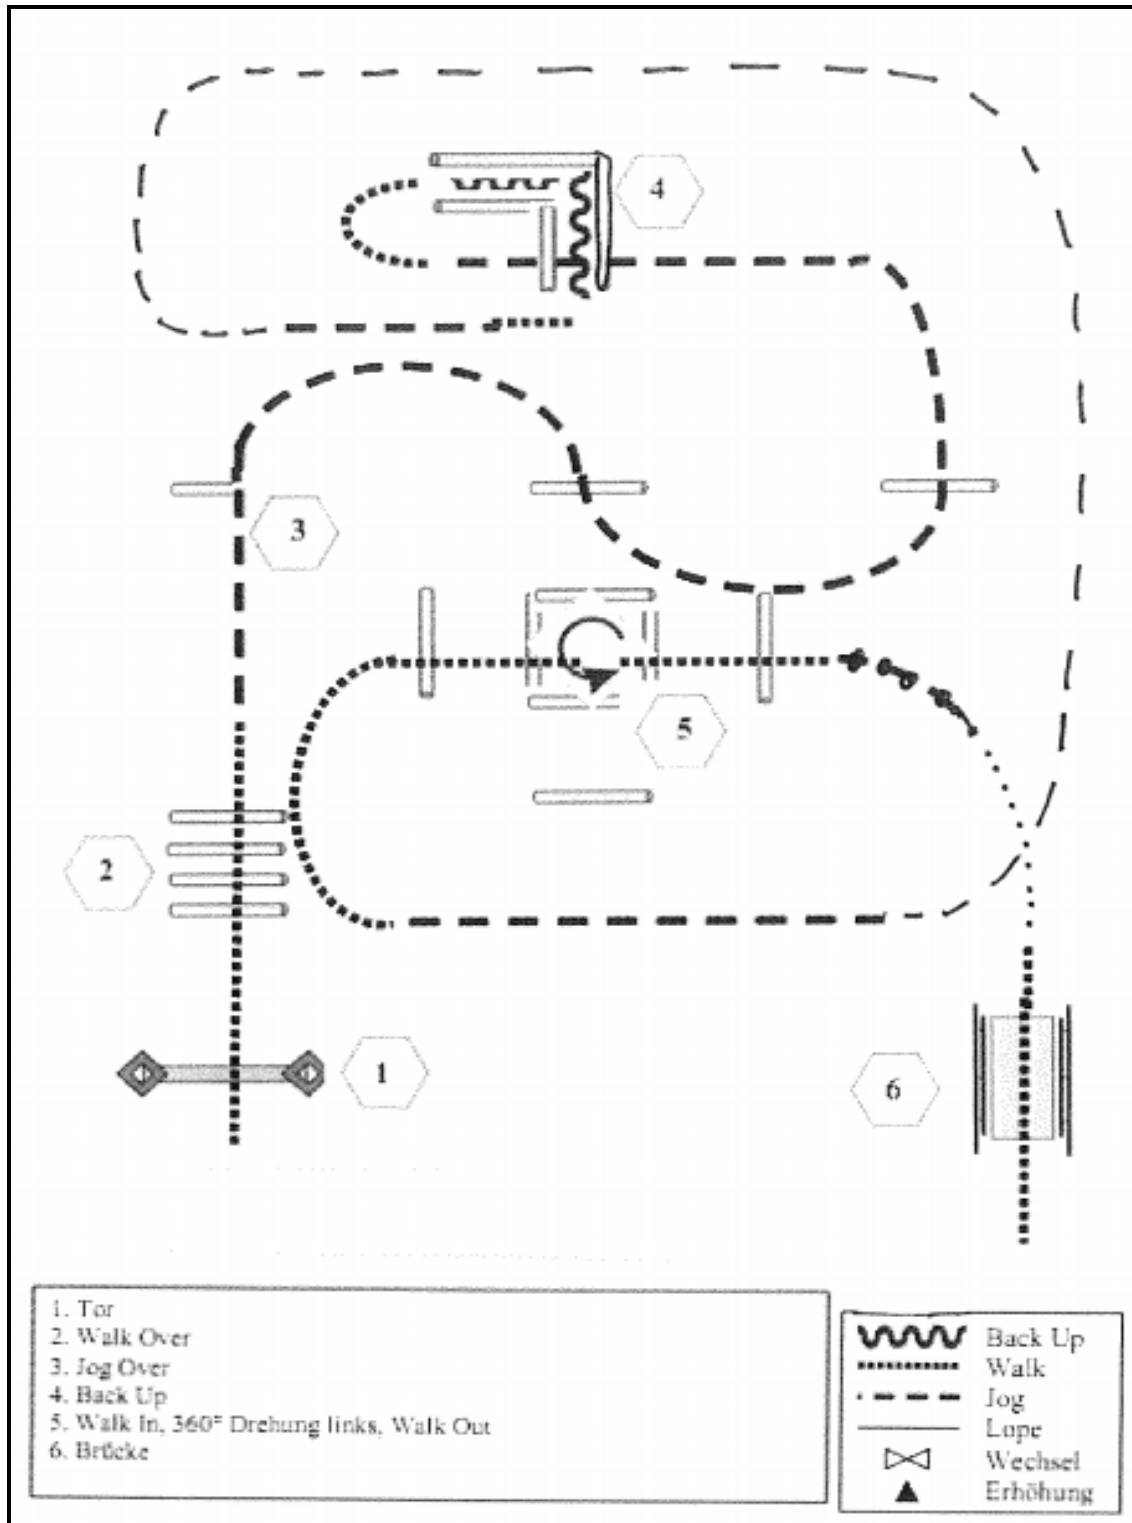 4
3
5
2
1
6
1. Tor
2. Walk Over
3. Jog Over
4. Back Up
5. Walk In, 360° Drehung links, Walk Out
6. Brücke
Back Up
Walk
Jog
Lope
Wechsel
Erhöhung